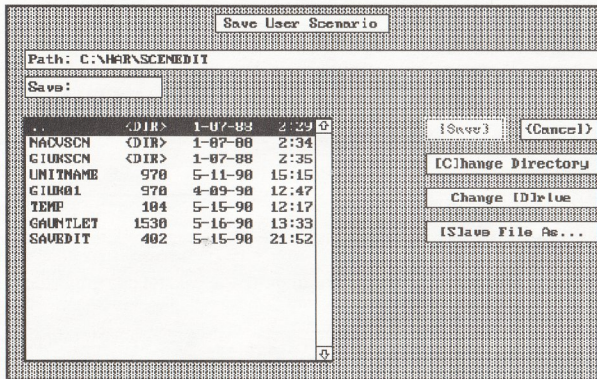 Save User Scenario
Path: C:\HAR\SCENEDIT
Save:
.. <DIR> 1-07-88 2:39
NACVSCN <DIR> 1-07-88 2:34
GIUKSCN <DIR> 1-07-88 2:35
UNITNAME 970 5-11-90 15:15
GIUK01 970 4-09-90 12:47
TEMP 104 5-15-90 12:17
GAUNTLET 1530 5-16-90 13:33
SAVEDIT 402 5-15-90 21:52
[Save] <Cancel>
[C]hange Directory
Change [D]rive
[S]ave File As...